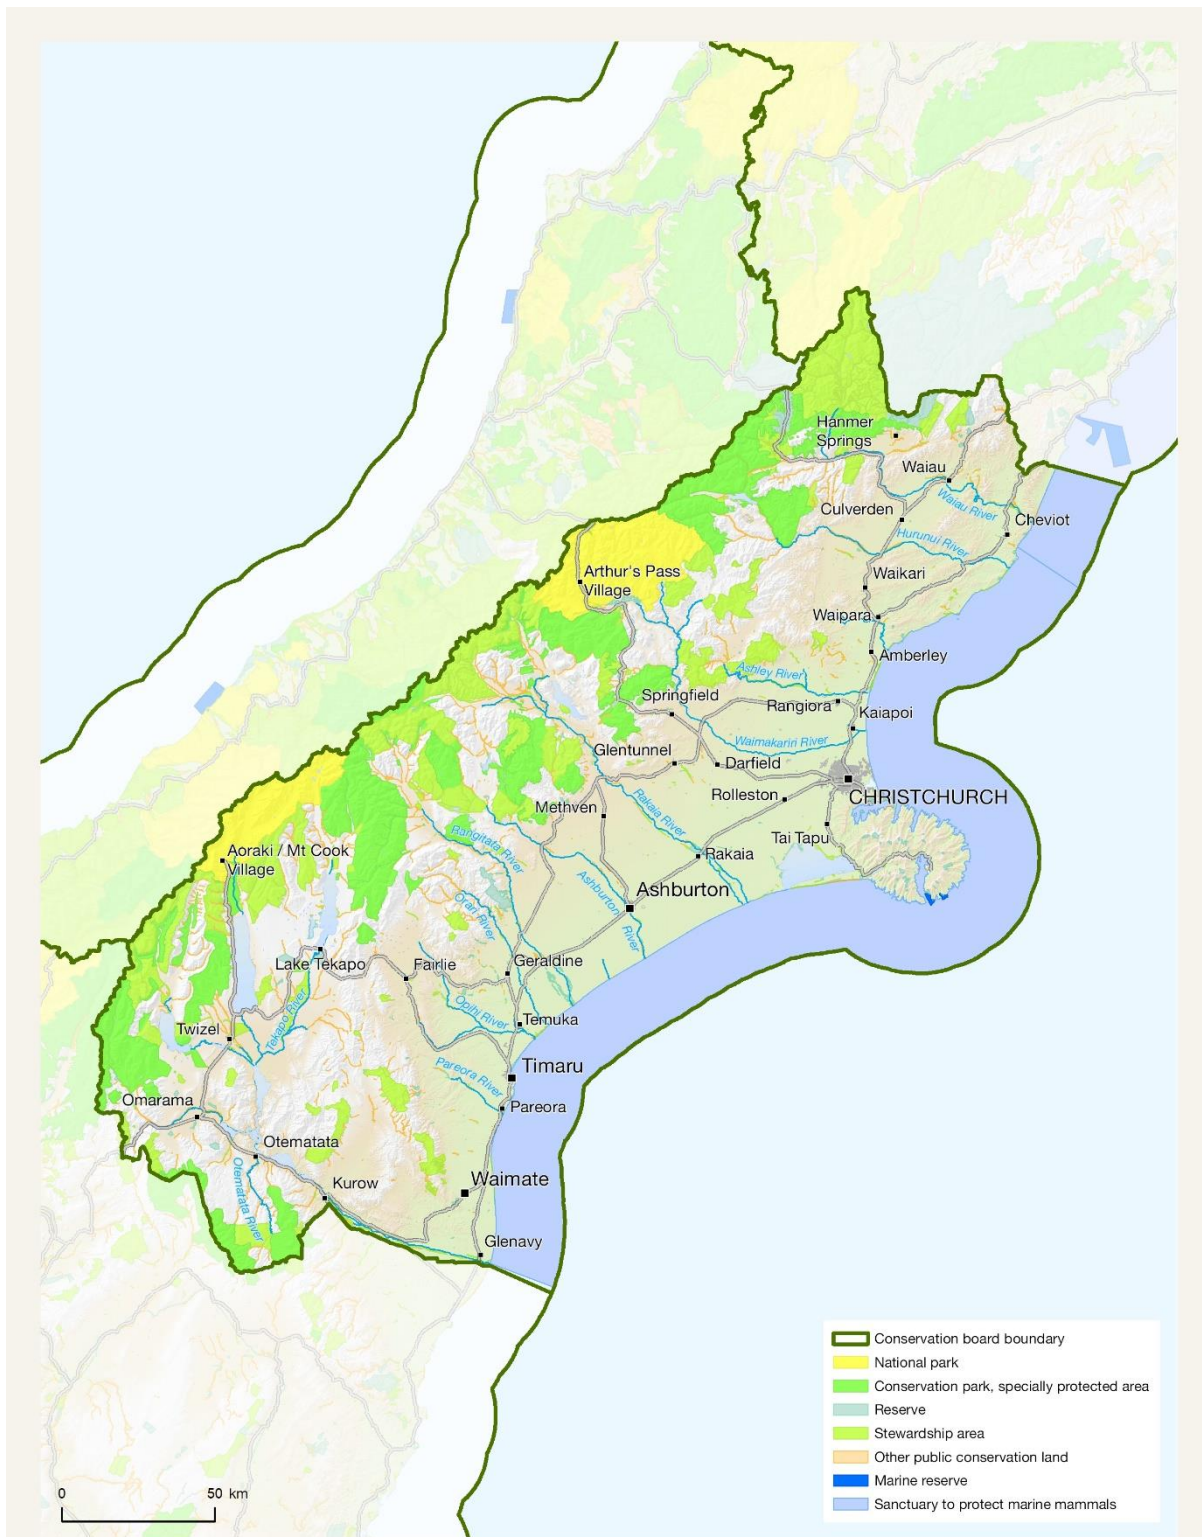 Hanmer
Springs
Waiau
Waiau River
Culverden
Cheviot
Hurunui River
Arthur's Pass
Village
Waikari
Waipara
Amberley
Ashley River
Springfield
Rangiora
Kaiapoi
Waimakariri River
Glentunnel
Darfield
Rolleston
CHRISTCHURCH
Methven
Rakaia River
Tai Tapu
Rangitata River
Aoraki / Mt Cook
Village
Rakaia
Ashburton
Ashburton
River
Orari River
Lake Tekapo
Fairlie
Geraldine
Tekapo River
Opihi River
Twizel
Temuka
Timaru
Pareora River
Omarama
Pareora
Otematata
Otematata River
Kurow
Waimate
Glenavy
Conservation board boundary
National park
Conservation park, specially protected area
Reserve
Stewardship area
Other public conservation land
Marine reserve
Sanctuary to protect marine mammals
0 50 km